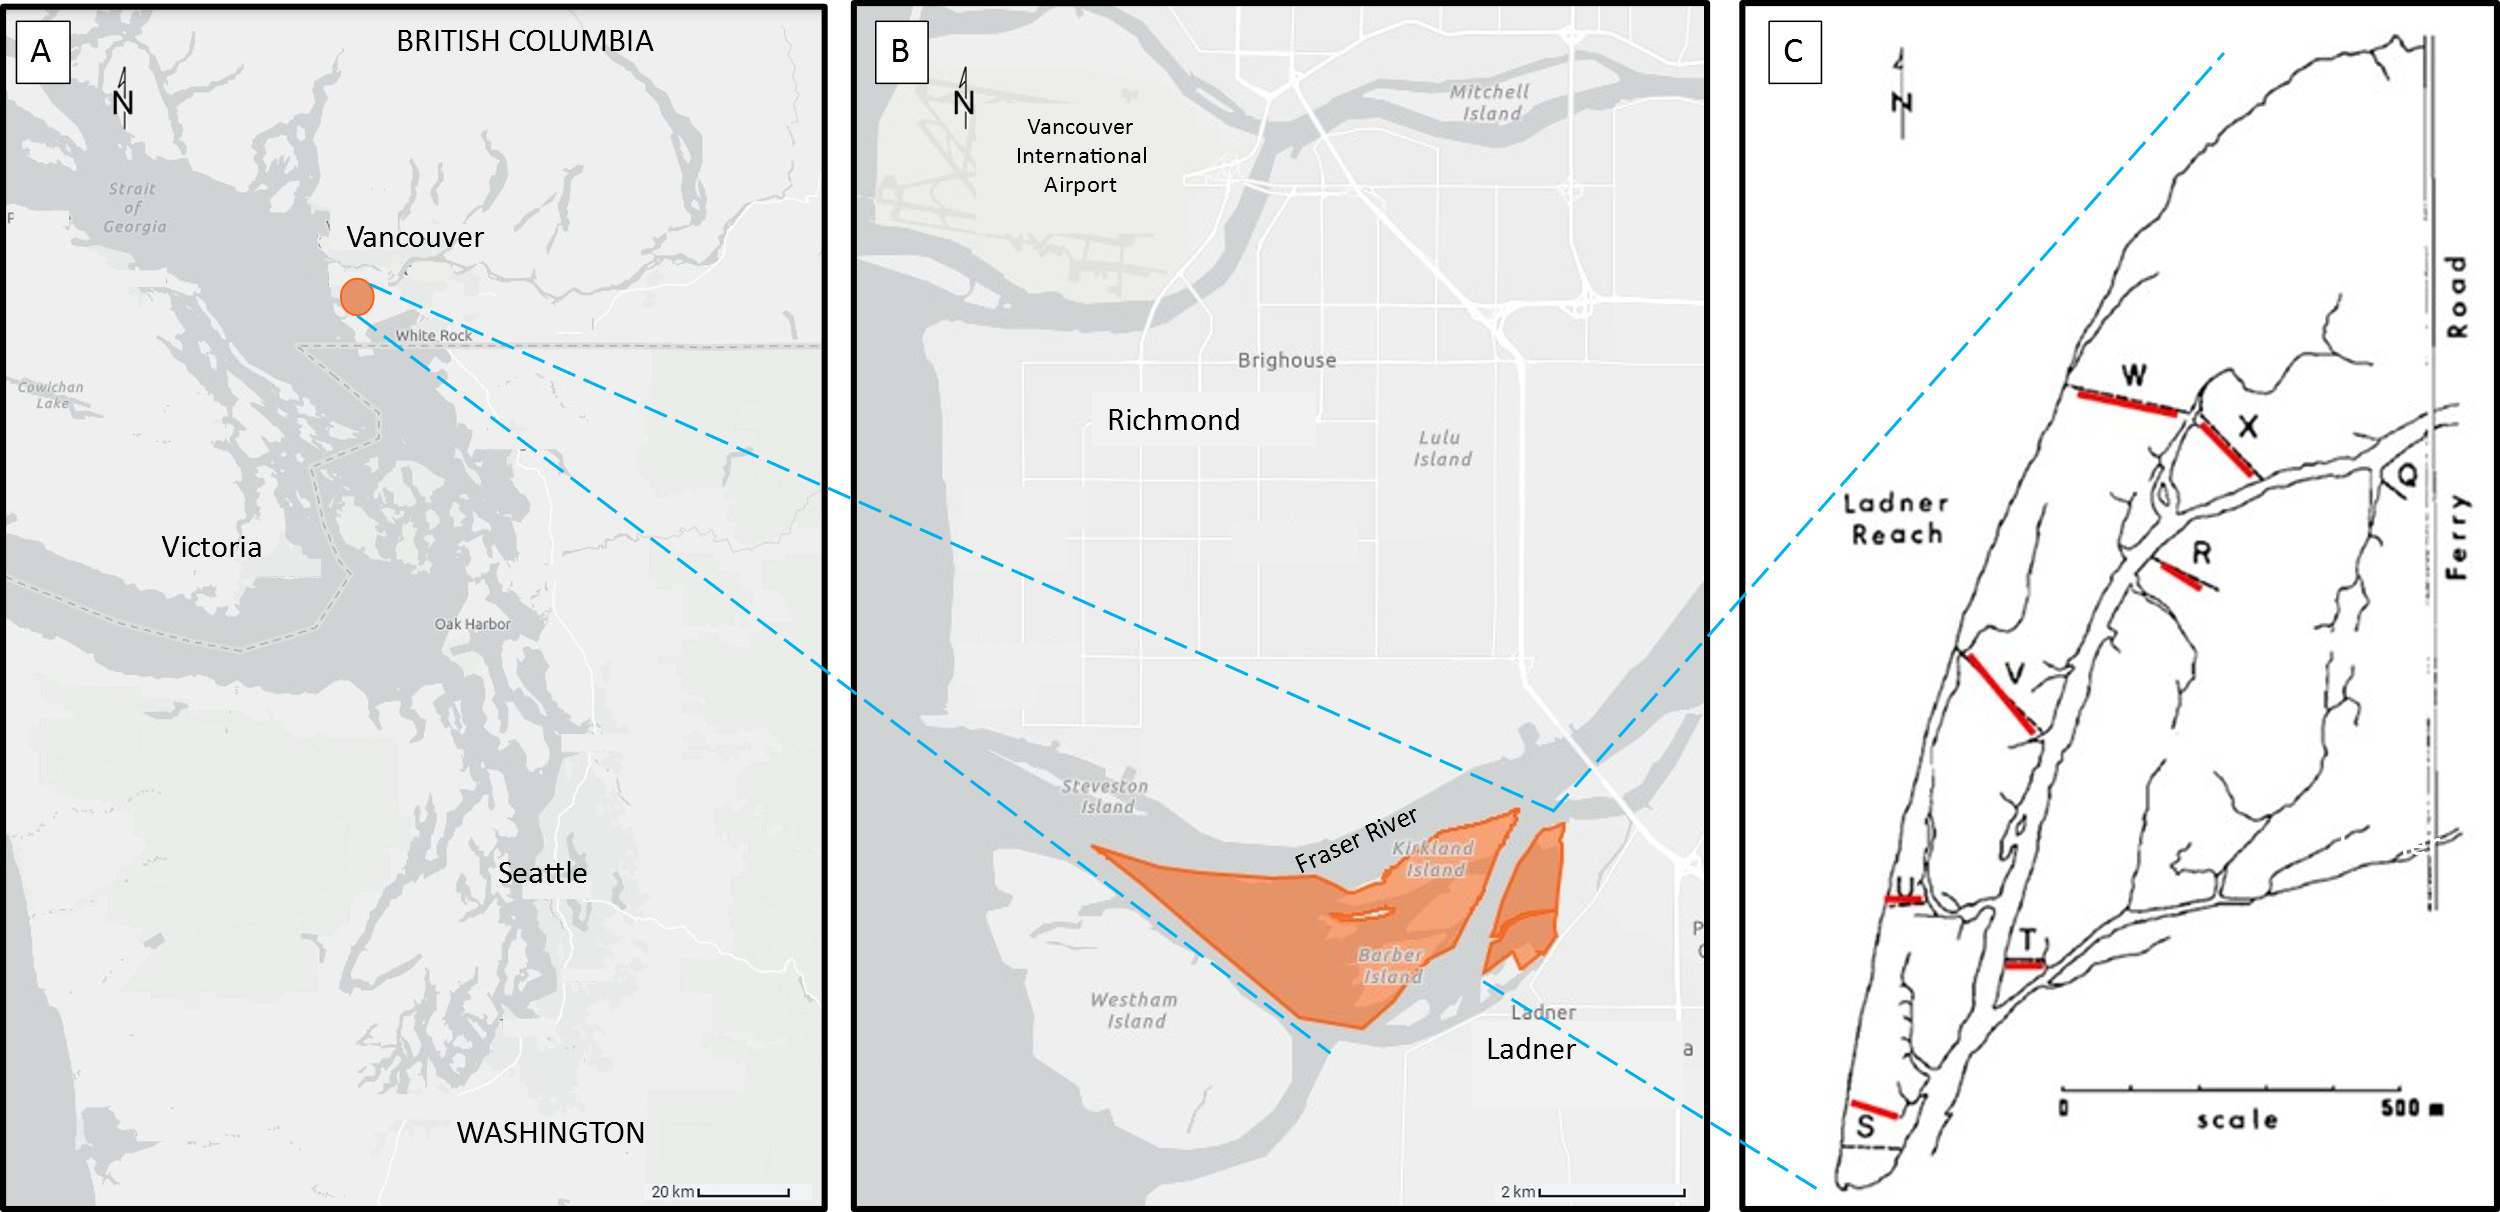 A
BRITISH COLUMBIA
N
Strait
of
Georgia
Vancouver
White Rock
Cowichan
Lake
Victoria
Oak Harbor
Seattle
WASHINGTON
20 km
B
N
Vancouver
International
Airport
Mitchell
Island
Brighouse
Richmond
Lulu
Island
Steveston
Island
Fraser River
Kirkland
Island
Barber
Island
Westham
Island
Ladner
Ladner
a
2 km
C
N
Road
W
X
Q
Ladner
Reach
R
Ferry
V
U
T
S
0
500 m
scale